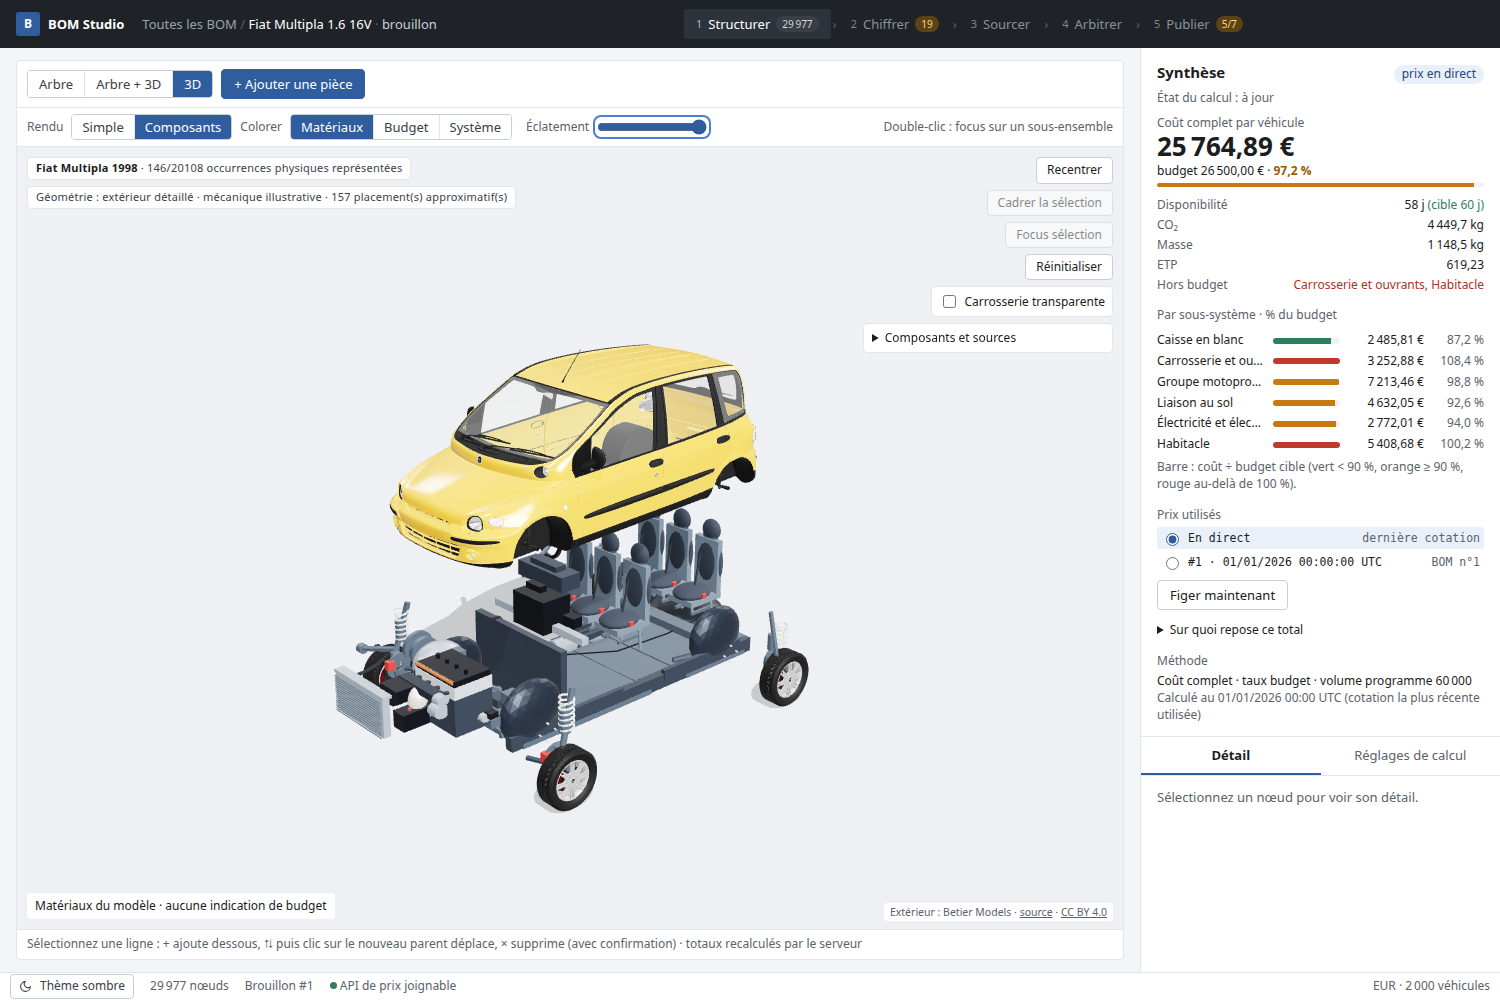 B BOM Studio Toutes les BOM / Fiat Multipla 1.6 16V · brouillon 1 Structurer 29 977 › 2 Chiffrer 19 › 3 Sourcer › 4 Arbitrer › 5 Publier 5/7
Arbre Arbre + 3D 3D + Ajouter une pièce
Rendu Simple Composants Colorer Matériaux Budget Système Éclatement Double-clic : focus sur un sous-ensemble
Fiat Multipla 1998 · 146/20108 occurrences physiques représentées
Géométrie : extérieur détaillé · mécanique illustrative · 157 placement(s) approximatif(s)
Recentrer
Cadrer la sélection
Focus sélection
Réinitialiser
Carrosserie transparente
▶ Composants et sources
Matériaux du modèle · aucune indication de budget
Extérieur : Betier Models · source · CC BY 4.0
Sélectionnez une ligne : + ajoute dessous, ⇅ puis clic sur le nouveau parent déplace, × supprime (avec confirmation) · totaux recalculés par le serveur
Synthèse prix en direct
État du calcul : à jour
Coût complet par véhicule
25 764,89 €
budget 26 500,00 € · 97,2 %
Disponibilité 58 j (cible 60 j)
CO₂ 4 449,7 kg
Masse 1 148,5 kg
ETP 619,23
Hors budget Carrosserie et ouvrants, Habitacle
Par sous-système · % du budget
Caisse en blanc 2 485,81 € 87,2 %
Carrosserie et ou... 3 252,88 € 108,4 %
Groupe motopro... 7 213,46 € 98,8 %
Liaison au sol 4 632,05 € 92,6 %
Électricité et élec... 2 772,01 € 94,0 %
Habitacle 5 408,68 € 100,2 %
Barre : coût ÷ budget cible (vert < 90 %, orange ≥ 90 %,
rouge au-delà de 100 %).
Prix utilisés
En direct dernière cotation
#1 · 01/01/2026 00:00:00 UTC BOM n°1
Figer maintenant
▶ Sur quoi repose ce total
Méthode
Coût complet · taux budget · volume programme 60 000
Calculé au 01/01/2026 00:00 UTC (cotation la plus récente
utilisée)
Détail Réglages de calcul
Sélectionnez un nœud pour voir son détail.
Thème sombre 29 977 nœuds Brouillon #1 API de prix joignable EUR · 2 000 véhicules